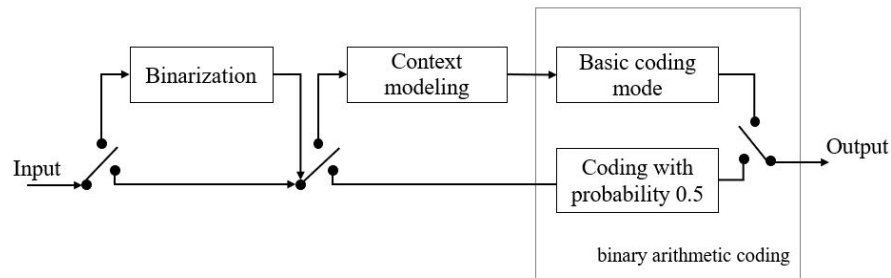 Binarization
Context
modeling
Basic coding
mode
Input
Output
Coding with
probability 0.5
binary arithmetic coding